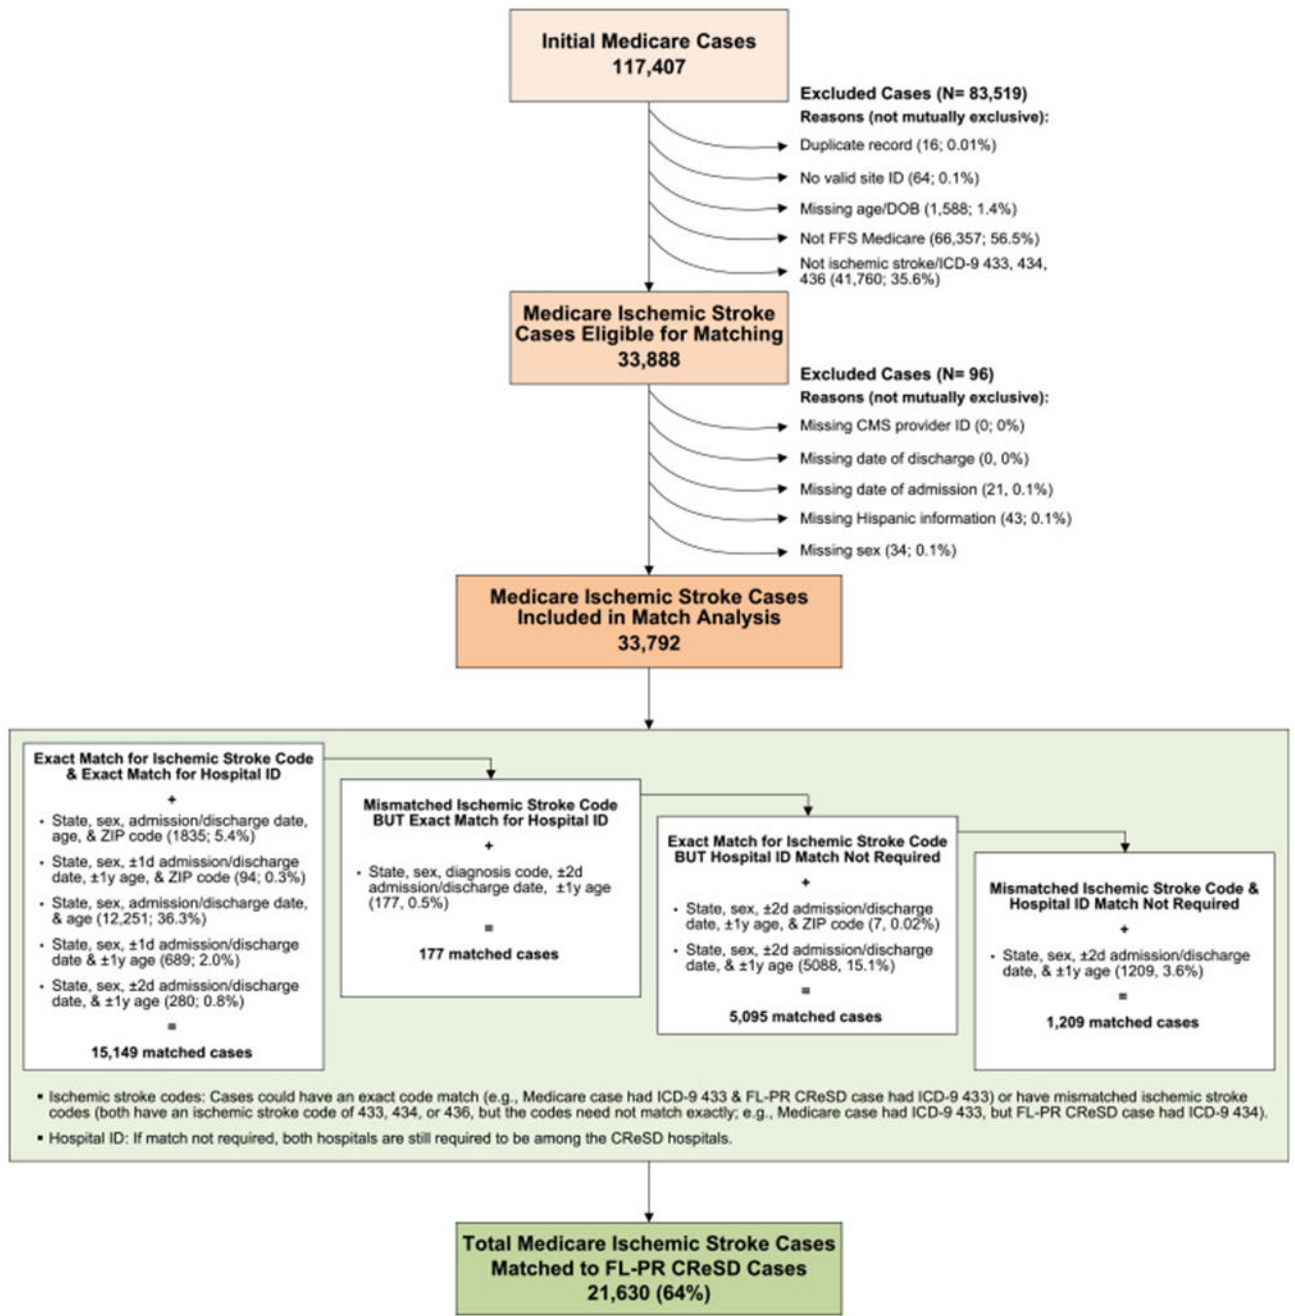 Initial Medicare Cases
117,407
Excluded Cases (N= 83,519)
Reasons (not mutually exclusive):
Duplicate record (16; 0.01%)
No valid site ID (64; 0.1%)
Missing age/DOB (1,588; 1.4%)
Not FFS Medicare (66,357; 56.5%)
Not ischemic stroke/ICD-9 433, 434,
436 (41,760; 35.6%)
Medicare Ischemic Stroke
Cases Eligible for Matching
33,888
Excluded Cases (N= 96)
Reasons (not mutually exclusive):
Missing CMS provider ID (0; 0%)
Missing date of discharge (0, 0%)
Missing date of admission (21, 0.1%)
Missing Hispanic information (43; 0.1%)
Missing sex (34; 0.1%)
Medicare Ischemic Stroke Cases
Included in Match Analysis
33,792
Exact Match for Ischemic Stroke Code
& Exact Match for Hospital ID
+
• State, sex, admission/discharge date,
age, & ZIP code (1835; 5.4%)
• State, sex, ±1d admission/discharge
date, ±1y age, & ZIP code (94; 0.3%)
• State, sex, admission/discharge date,
& age (12,251; 36.3%)
• State, sex, ±1d admission/discharge
date & ±1y age (689; 2.0%)
• State, sex, ±2d admission/discharge
date, & ±1y age (280; 0.8%)
=
15,149 matched cases
Mismatched Ischemic Stroke Code
BUT Exact Match for Hospital ID
+
• State, sex, diagnosis code, ±2d
admission/discharge date, ±1y age
(177, 0.5%)
=
177 matched cases
Exact Match for Ischemic Stroke Code
BUT Hospital ID Match Not Required
+
• State, sex, ±2d admission/discharge
date, ±1y age, & ZIP code (7, 0.02%)
• State, sex, ±2d admission/discharge
date, & ±1y age (5088, 15.1%)
=
5,095 matched cases
Mismatched Ischemic Stroke Code &
Hospital ID Match Not Required
+
• State, sex, ±2d admission/discharge
date, & ±1y age (1209, 3.6%)
=
1,209 matched cases
▪ Ischemic stroke codes: Cases could have an exact code match (e.g., Medicare case had ICD-9 433 & FL-PR CReSD case had ICD-9 433) or have mismatched ischemic stroke
codes (both have an ischemic stroke code of 433, 434, or 436, but the codes need not match exactly; e.g., Medicare case had ICD-9 433, but FL-PR CReSD case had ICD-9 434).
▪ Hospital ID: If match not required, both hospitals are still required to be among the CReSD hospitals.
Total Medicare Ischemic Stroke Cases
Matched to FL-PR CReSD Cases
21,630 (64%)